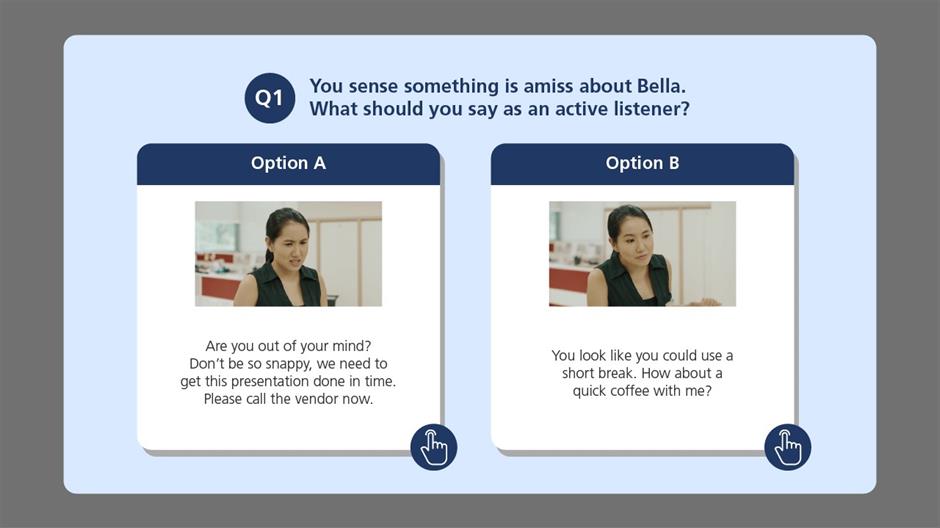 Q1
You sense something is amiss about Bella.
What should you say as an active listener?
Option A
Are you out of your mind?
Don't be so snappy, we need to
get this presentation done in time.
Please call the vendor now.
Option B
You look like you could use a
short break. How about a
quick coffee with me?